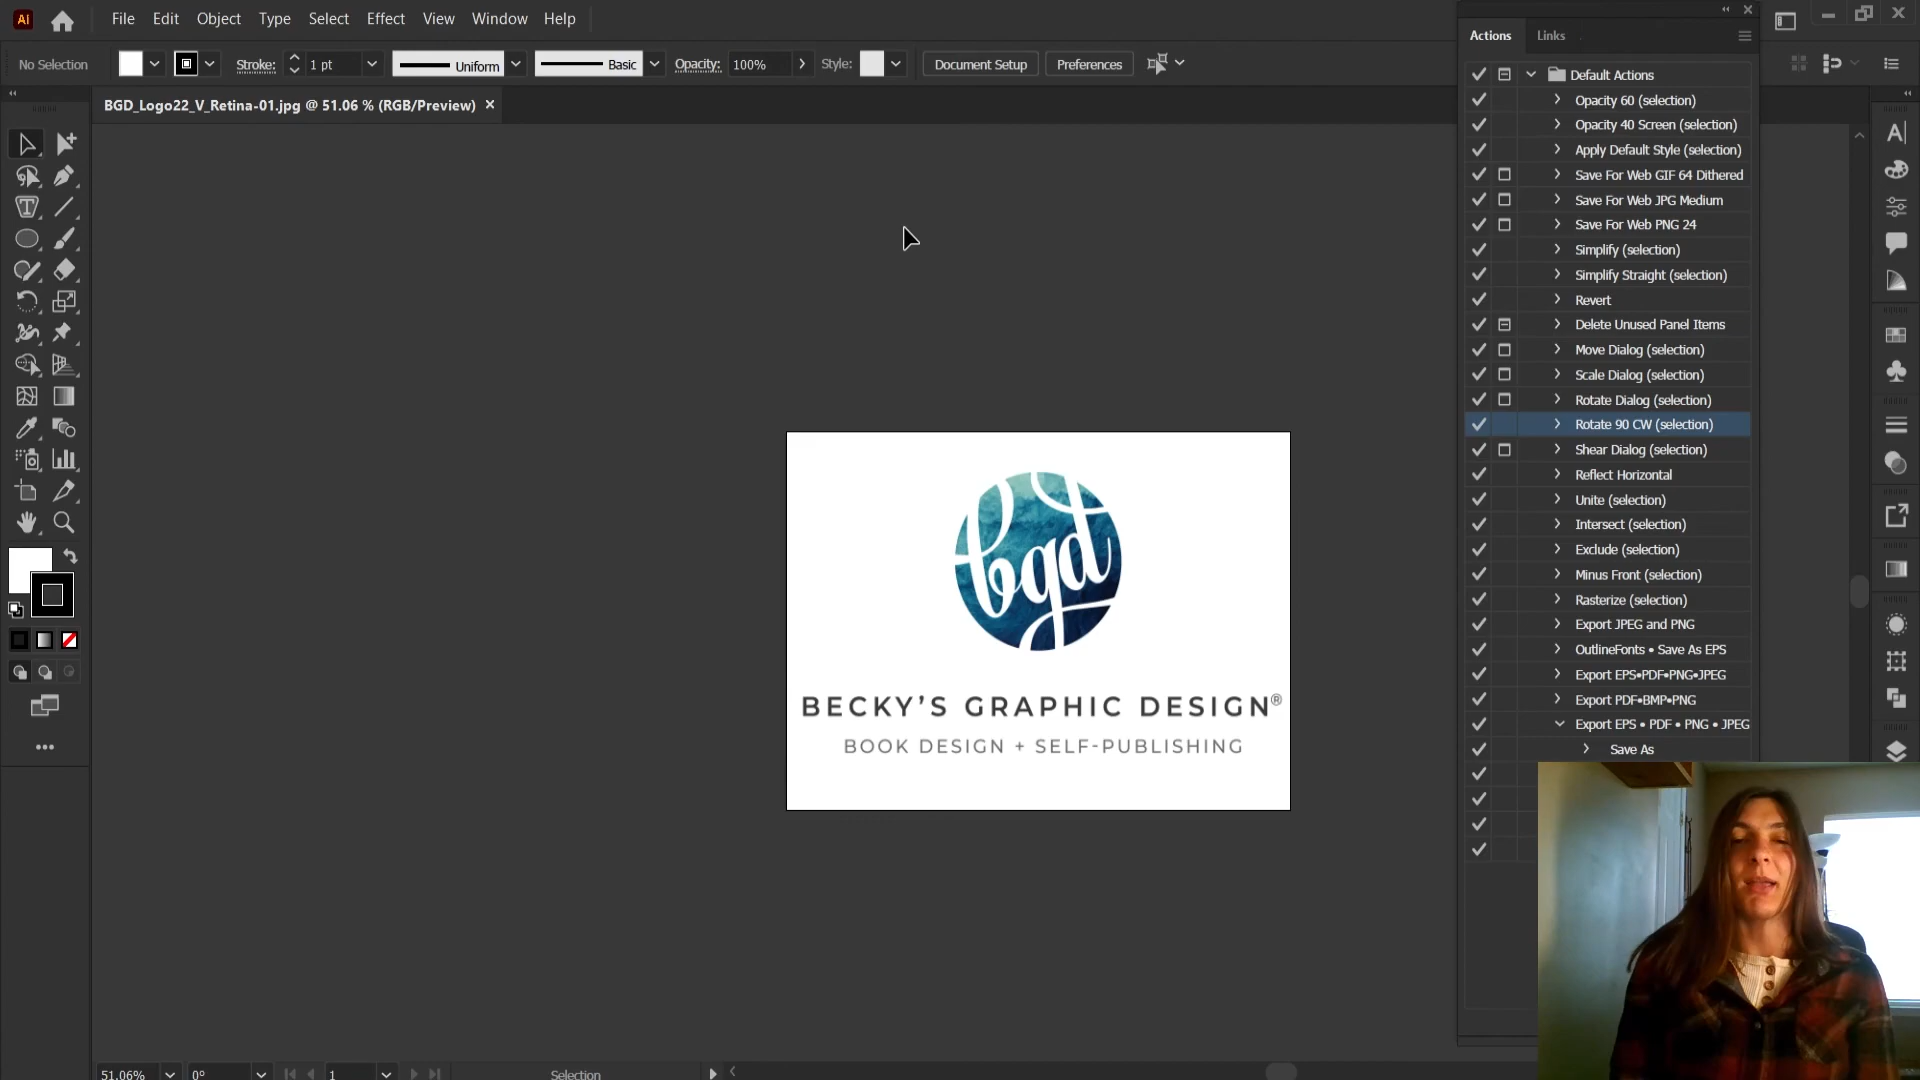 Ai File Edit Object Type Select Effect View Window Help
No Selection Stroke: 1 pt Uniform Basic Opacity: 100% Style: Document Setup Preferences
BGD_Logo22_V_Retina-01.jpg @ 51.06 % (RGB/Preview)
bgd
BECKY’S GRAPHIC DESIGN®
BOOK DESIGN + SELF-PUBLISHING
51.06% 0° 1 Selection
Actions Links
Default Actions
Opacity 60 (selection)
Opacity 40 Screen (selection)
Apply Default Style (selection)
Save For Web GIF 64 Dithered
Save For Web JPG Medium
Save For Web PNG 24
Simplify (selection)
Simplify Straight (selection)
Revert
Delete Unused Panel Items
Move Dialog (selection)
Scale Dialog (selection)
Rotate Dialog (selection)
Rotate 90 CW (selection)
Shear Dialog (selection)
Reflect Horizontal
Unite (selection)
Intersect (selection)
Exclude (selection)
Minus Front (selection)
Rasterize (selection)
Export JPEG and PNG
OutlineFonts • Save As EPS
Export EPS•PDF•PNG•JPEG
Export PDF•BMP•PNG
Export EPS • PDF • PNG • JPEG
Save As